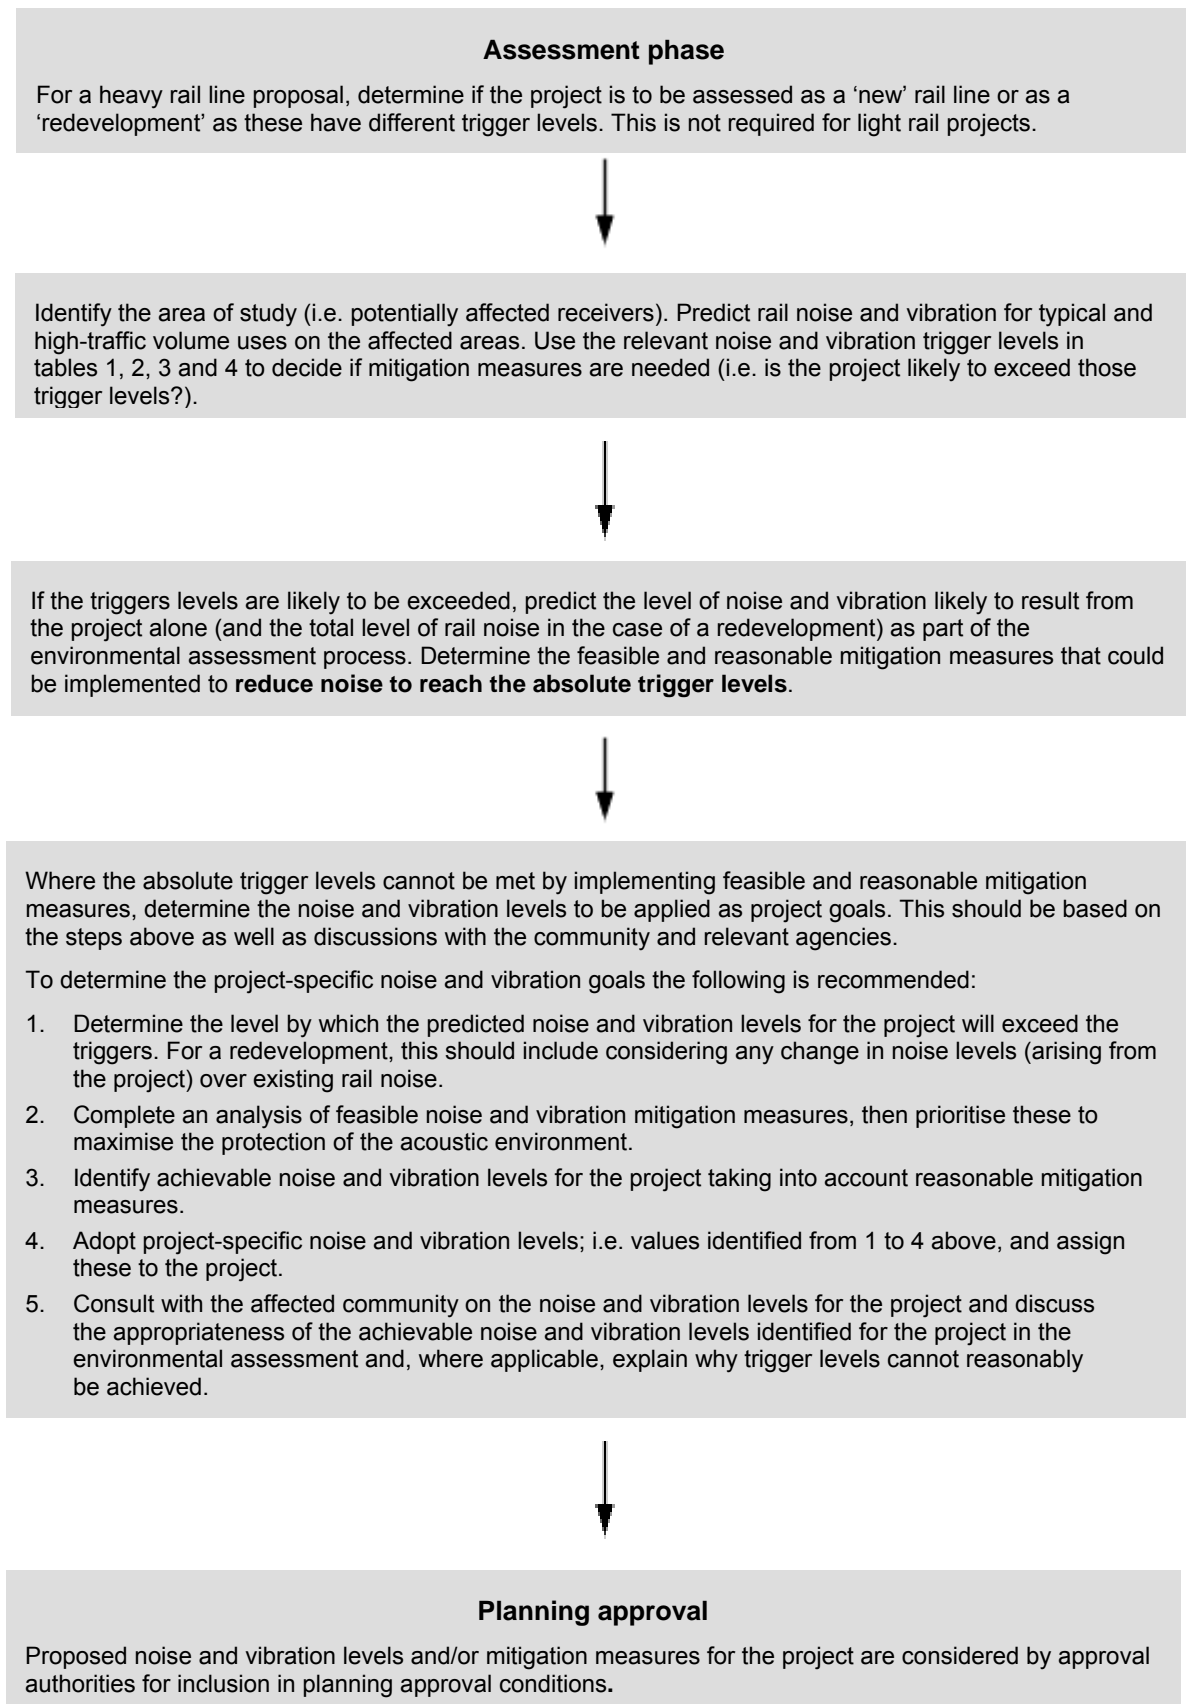 Assessment phase
For a heavy rail line proposal, determine if the project is to be assessed as a ‘new’ rail line or as a
‘redevelopment’ as these have different trigger levels. This is not required for light rail projects.
Identify the area of study (i.e. potentially affected receivers). Predict rail noise and vibration for typical and
high-traffic volume uses on the affected areas. Use the relevant noise and vibration trigger levels in
tables 1, 2, 3 and 4 to decide if mitigation measures are needed (i.e. is the project likely to exceed those
trigger levels?).
If the triggers levels are likely to be exceeded, predict the level of noise and vibration likely to result from
the project alone (and the total level of rail noise in the case of a redevelopment) as part of the
environmental assessment process. Determine the feasible and reasonable mitigation measures that could
be implemented to reduce noise to reach the absolute trigger levels.
Where the absolute trigger levels cannot be met by implementing feasible and reasonable mitigation
measures, determine the noise and vibration levels to be applied as project goals. This should be based on
the steps above as well as discussions with the community and relevant agencies.
To determine the project-specific noise and vibration goals the following is recommended:
1. Determine the level by which the predicted noise and vibration levels for the project will exceed the
triggers. For a redevelopment, this should include considering any change in noise levels (arising from
the project) over existing rail noise.
2. Complete an analysis of feasible noise and vibration mitigation measures, then prioritise these to
maximise the protection of the acoustic environment.
3. Identify achievable noise and vibration levels for the project taking into account reasonable mitigation
measures.
4. Adopt project-specific noise and vibration levels; i.e. values identified from 1 to 4 above, and assign
these to the project.
5. Consult with the affected community on the noise and vibration levels for the project and discuss
the appropriateness of the achievable noise and vibration levels identified for the project in the
environmental assessment and, where applicable, explain why trigger levels cannot reasonably
be achieved.
Planning approval
Proposed noise and vibration levels and/or mitigation measures for the project are considered by approval
authorities for inclusion in planning approval conditions.